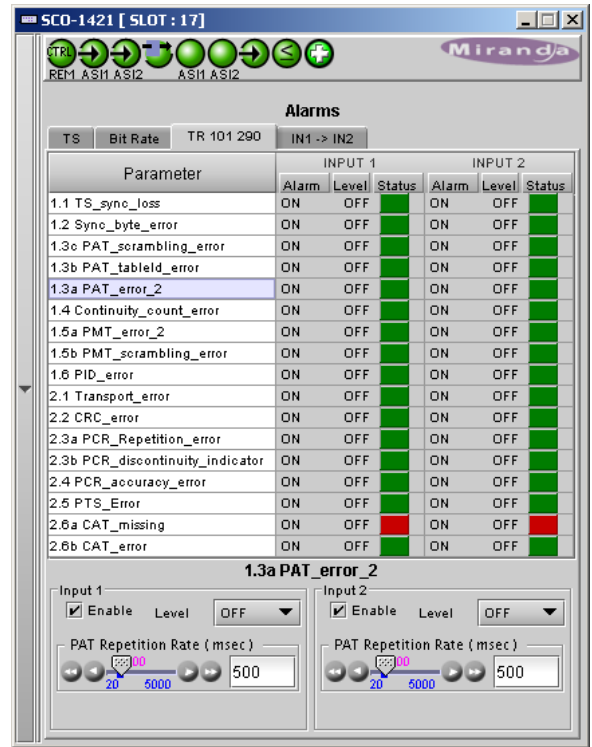 SCO-1421 [ SLOT : 17]
CTRL
REM ASI1 ASI2 ASI1 ASI2
Miranda
Alarms
TS Bit Rate TR 101 290 IN1 -> IN2
Parameter INPUT 1 INPUT 2
Alarm Level Status Alarm Level Status
1.1 TS_sync_loss ON OFF ON OFF
1.2 Sync_byte_error ON OFF ON OFF
1.3c PAT_scrambling_error ON OFF ON OFF
1.3b PAT_tableId_error ON OFF ON OFF
1.3a PAT_error_2 ON OFF ON OFF
1.4 Continuity_count_error ON OFF ON OFF
1.5a PMT_error_2 ON OFF ON OFF
1.5b PMT_scrambling_error ON OFF ON OFF
1.6 PID_error ON OFF ON OFF
2.1 Transport_error ON OFF ON OFF
2.2 CRC_error ON OFF ON OFF
2.3a PCR_Repetition_error ON OFF ON OFF
2.3b PCR_discontinuity_indicator ON OFF ON OFF
2.4 PCR_accuracy_error ON OFF ON OFF
2.5 PTS_Error ON OFF ON OFF
2.6a CAT_missing ON OFF ON OFF
2.6b CAT_error ON OFF ON OFF
1.3a PAT_error_2
Input 1 Input 2
Enable Level OFF Enable Level OFF
PAT Repetition Rate ( msec ) PAT Repetition Rate ( msec )
500 500
20 5000 20 5000